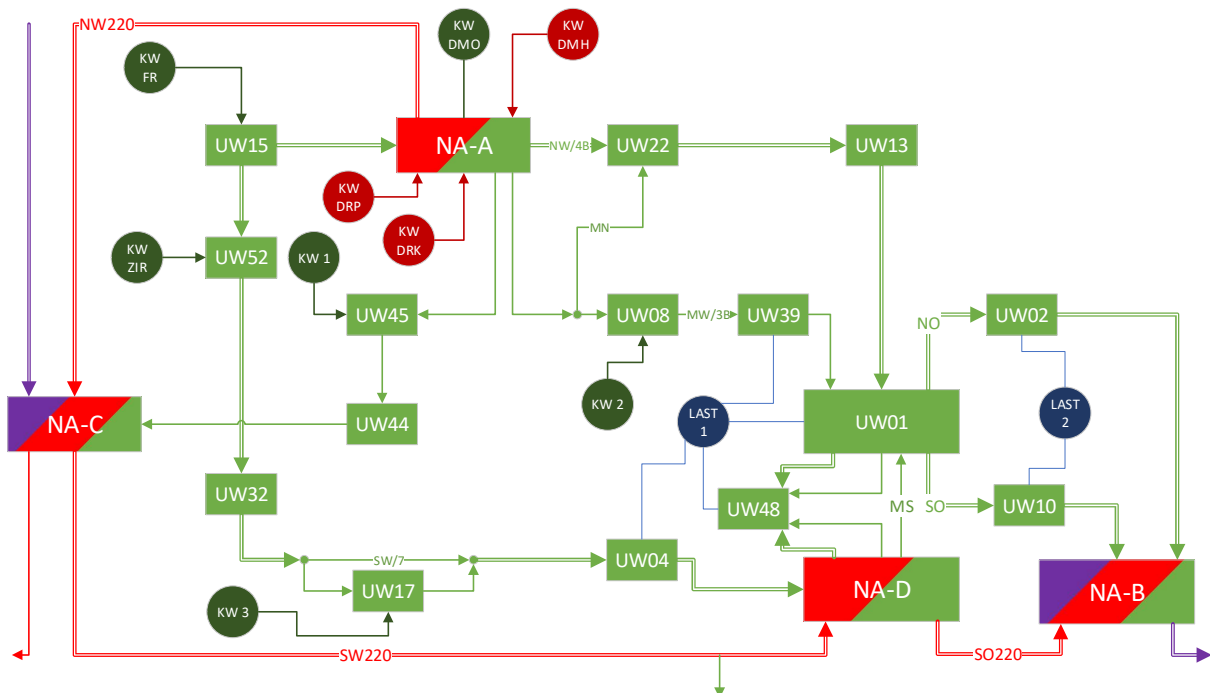 NW220
KW
FR
KW
DMO
KW
DMH
UW15
NA-A
NW/4B
UW22
UW13
KW
DRP
KW
DRK
MN
KW
ZIR
UW52
KW 1
UW45
UW08
MW/3B
UW39
UW02
NO
KW 2
NA-C
UW44
LAST
1
UW01
LAST
2
UW32
UW48
MS
SO
UW10
SW/7
UW04
UW17
NA-D
NA-B
KW 3
SW220
SO220